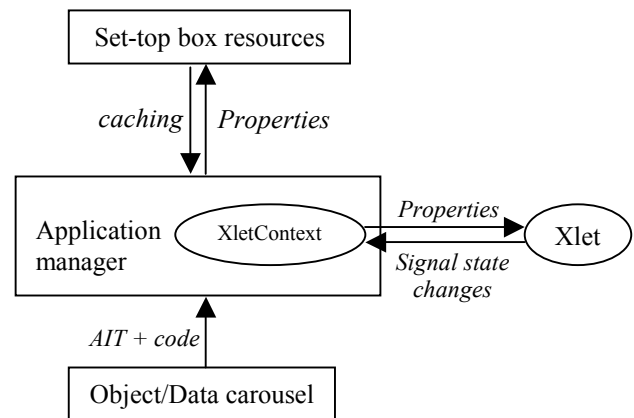 Set-top box resources
caching
Properties
Application
manager
XletContext
Properties
Signal state
changes
Xlet
AIT + code
Object/Data carousel